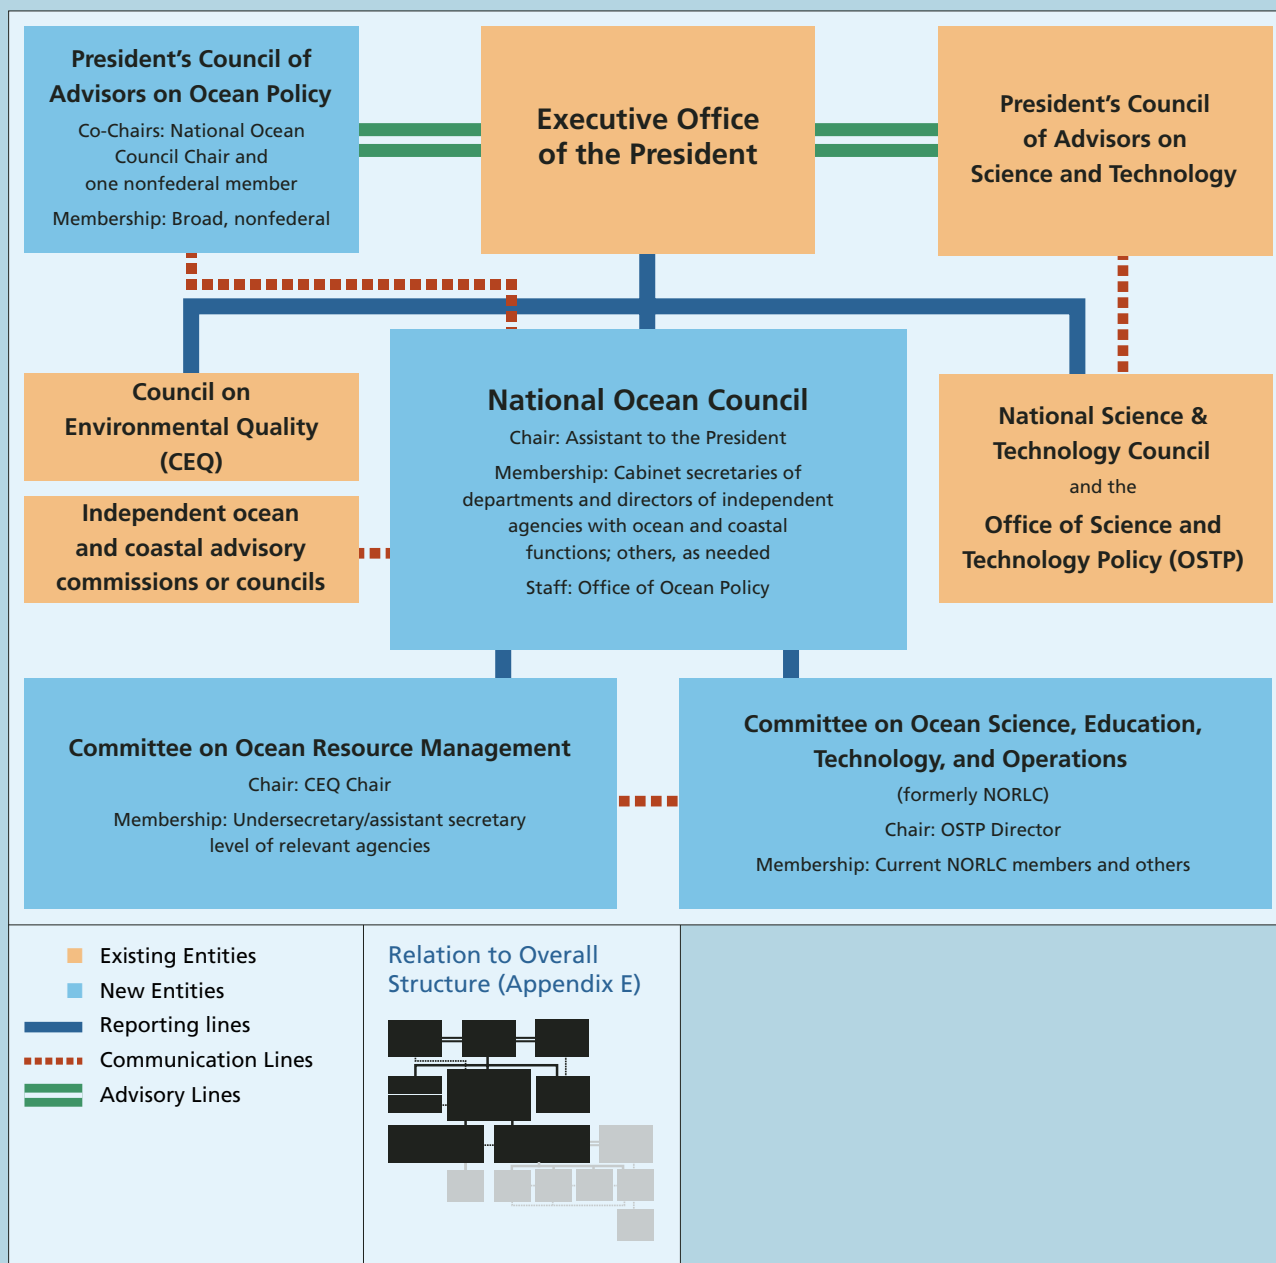 President’s Council of
Advisors on Ocean Policy
Co-Chairs: National Ocean
Council Chair and
one nonfederal member
Membership: Broad, nonfederal
Executive Office
of the President
President’s Council
of Advisors on
Science and Technology
Council on
Environmental Quality
(CEQ)
Independent ocean
and coastal advisory
commissions or councils
National Ocean Council
Chair: Assistant to the President
Membership: Cabinet secretaries of
departments and directors of independent
agencies with ocean and coastal
functions; others, as needed
Staff: Office of Ocean Policy
National Science &
Technology Council
and the
Office of Science and
Technology Policy (OSTP)
Committee on Ocean Resource Management
Chair: CEQ Chair
Membership: Undersecretary/assistant secretary
level of relevant agencies
Committee on Ocean Science, Education,
Technology, and Operations
(formerly NORLC)
Chair: OSTP Director
Membership: Current NORLC members and others
Existing Entities
New Entities
Reporting lines
Communication Lines
Advisory Lines
Relation to Overall
Structure (Appendix E)